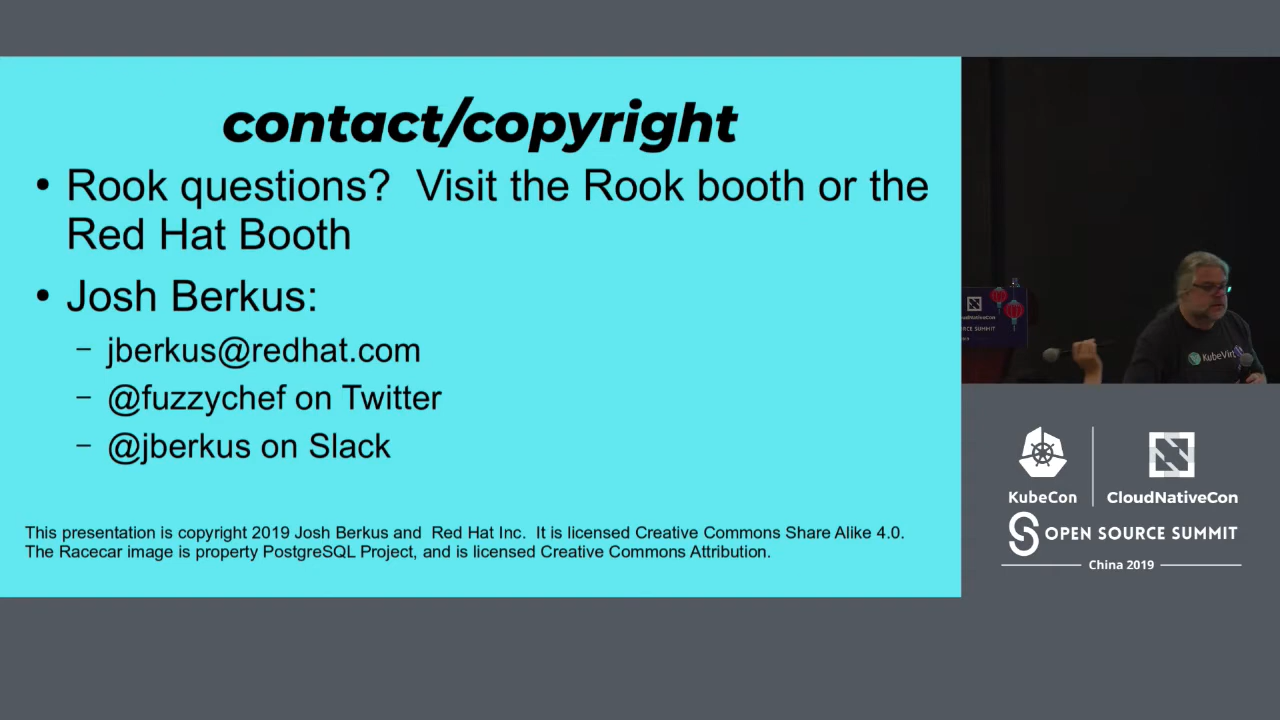 contact/copyright
• Rook questions?  Visit the Rook booth or the
Red Hat Booth
• Josh Berkus:
– jberkus@redhat.com
– @fuzzychef on Twitter
– @jberkus on Slack
This presentation is copyright 2019 Josh Berkus and  Red Hat Inc.  It is licensed Creative Commons Share Alike 4.0.
The Racecar image is property PostgreSQL Project, and is licensed Creative Commons Attribution.
KubeVirt
KubeCon
CloudNativeCon
OPEN SOURCE SUMMIT
China 2019